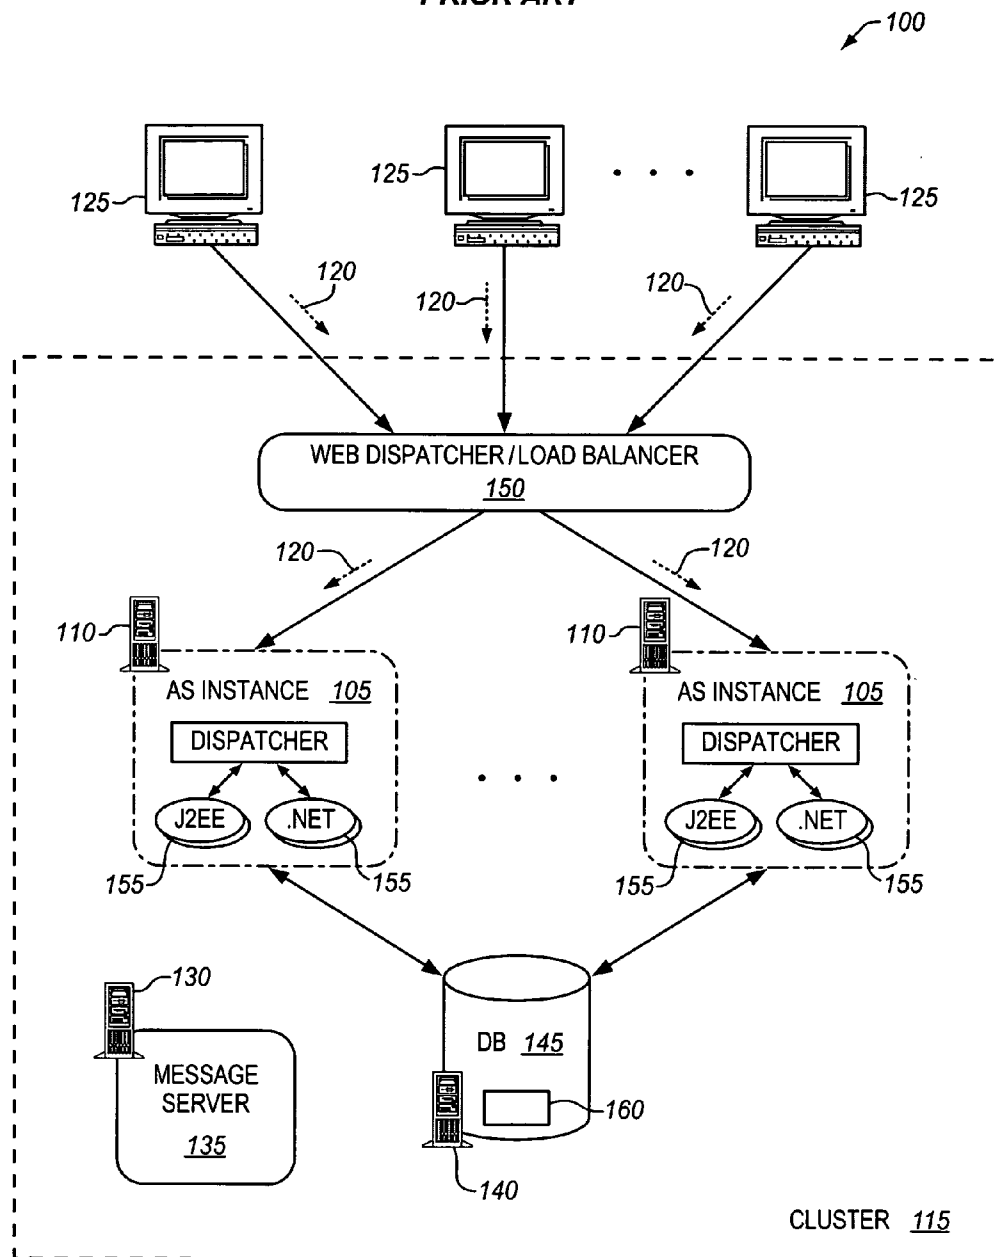 PRIOR ART
100
125
125
125
120
120
120
WEB DISPATCHER/LOAD BALANCER
150
120
120
110
110
AS INSTANCE 105
AS INSTANCE 105
DISPATCHER
DISPATCHER
J2EE
.NET
J2EE
.NET
155
155
155
155
130
DB 145
MESSAGE
SERVER
135
160
140
CLUSTER 115